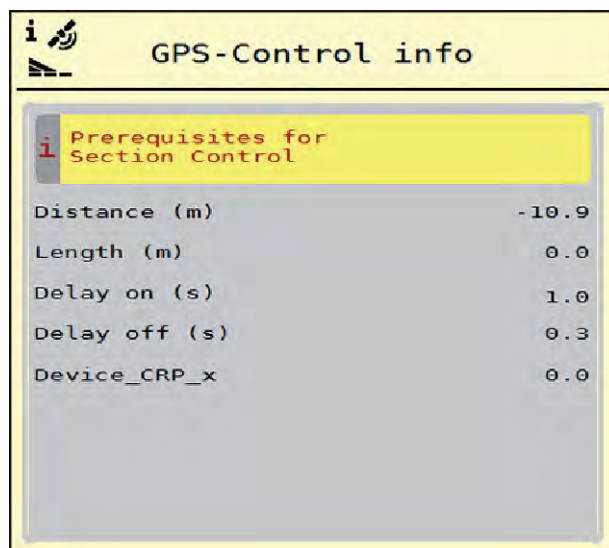 i
GPS-Control info
i Prerequisites for
Section Control
Distance (m) -10.9
Length (m) 0.0
Delay on (s) 1.0
Delay off (s) 0.3
Device_CRP_x 0.0